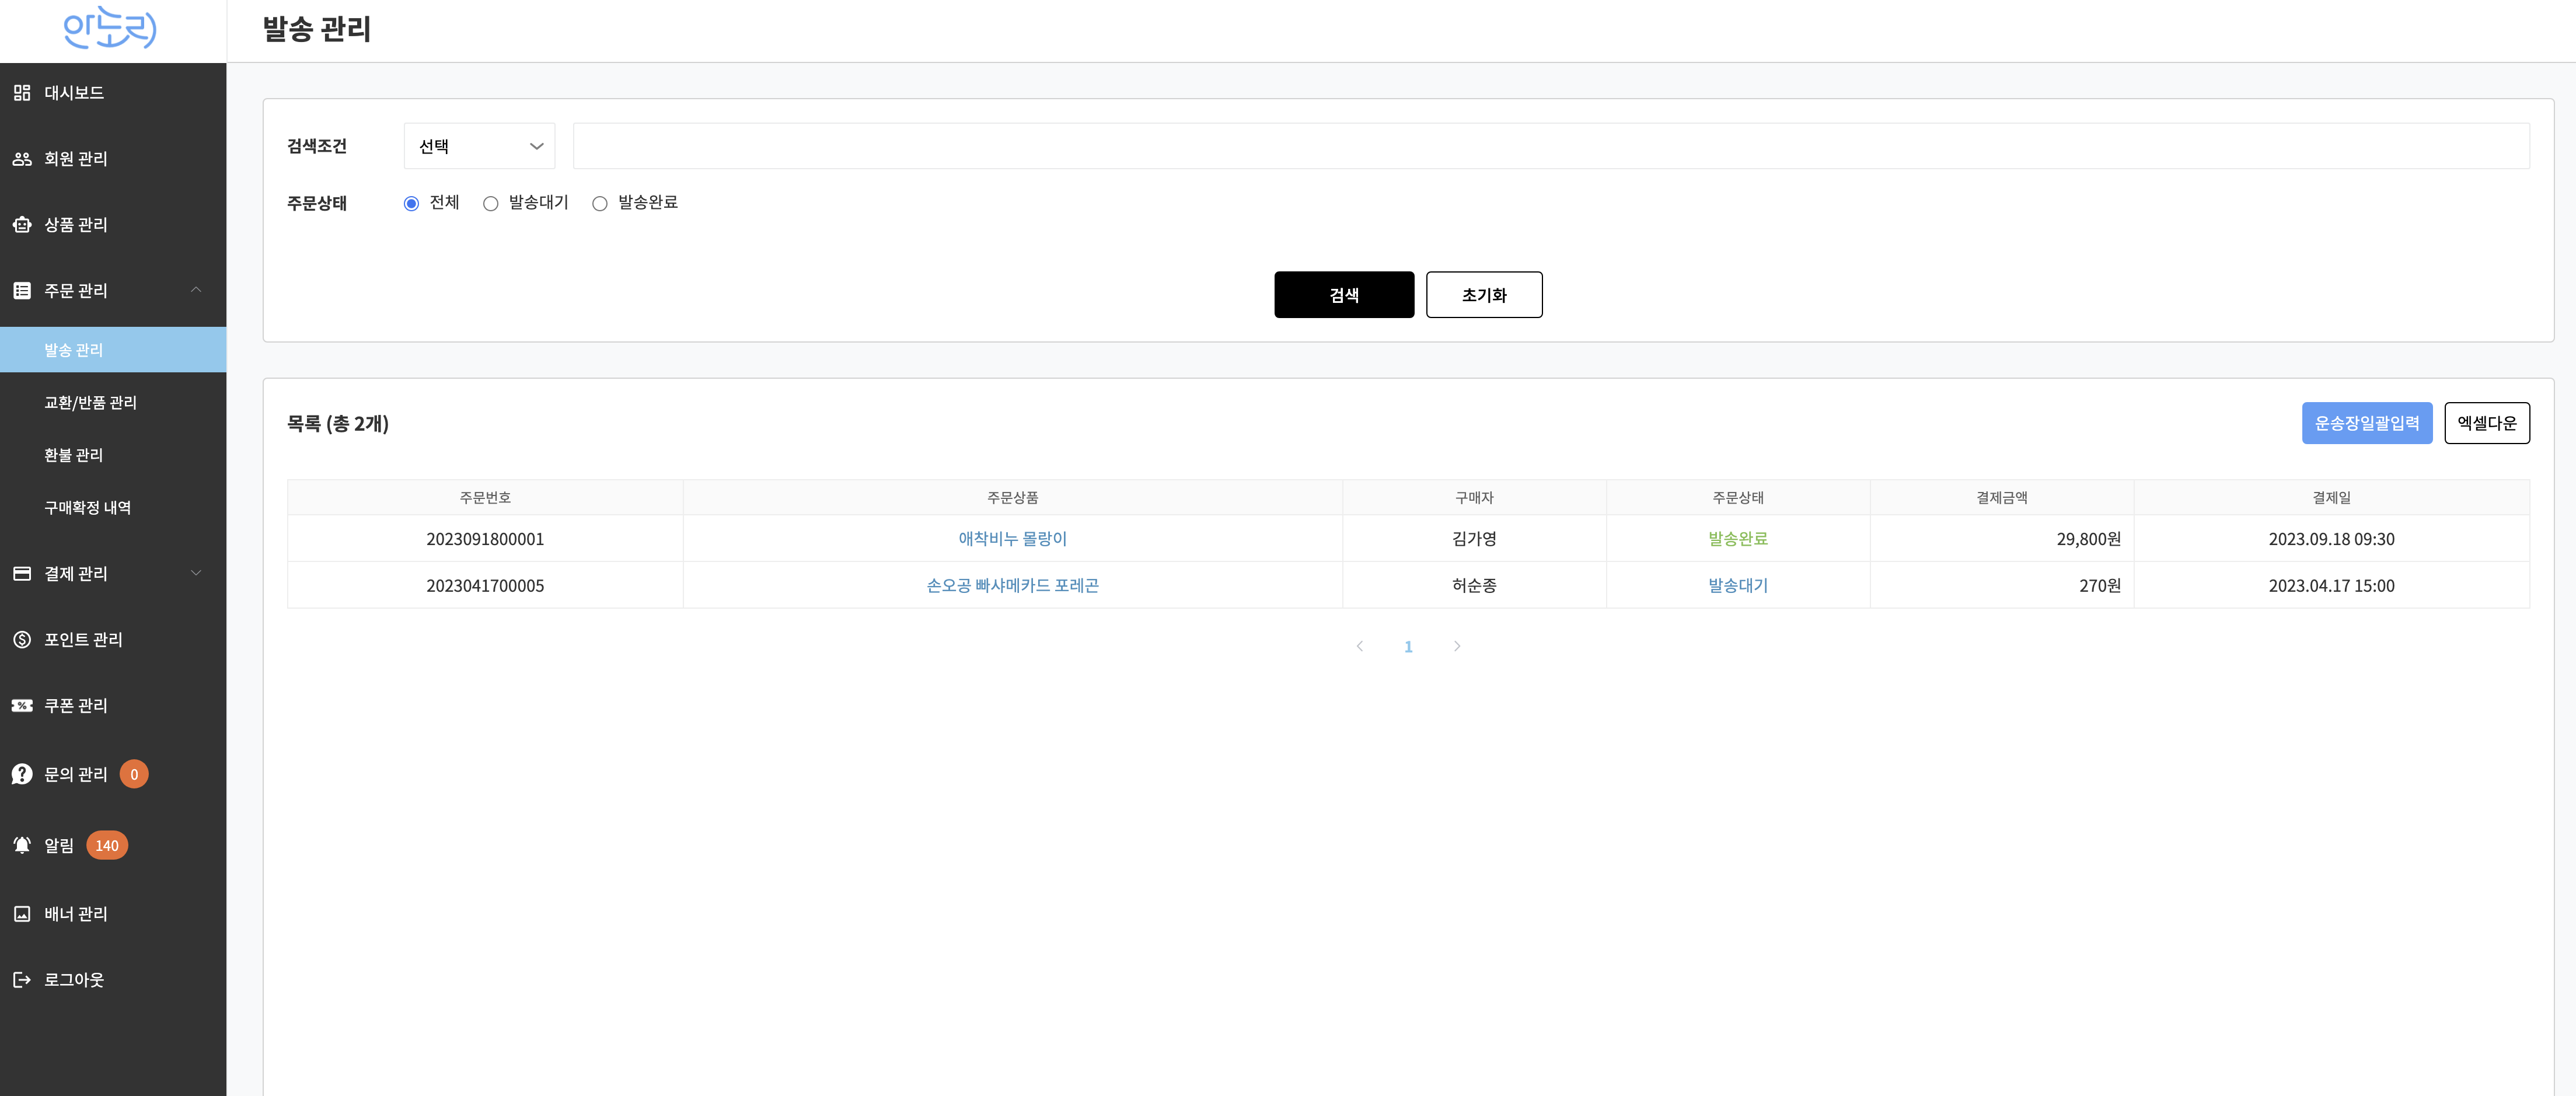 안노리
발송 관리
대시보드
회원 관리
상품 관리
주문 관리
발송 관리
교환/반품 관리
환불 관리
구매확정 내역
결제 관리
포인트 관리
쿠폰 관리
문의 관리 0
알림 140
배너 관리
로그아웃
검색조건 선택
주문상태 전체 발송대기 발송완료
검색 초기화
목록 (총 2개) 운송장일괄입력 엑셀다운
주문번호 주문상품 구매자 주문상태 결제금액 결제일
2023091800001 애착비누 몰랑이 김가영 발송완료 29,800원 2023.09.18 09:30
2023041700005 손오공 빠샤메카드 포레곤 허순종 발송대기 270원 2023.04.17 15:00
1